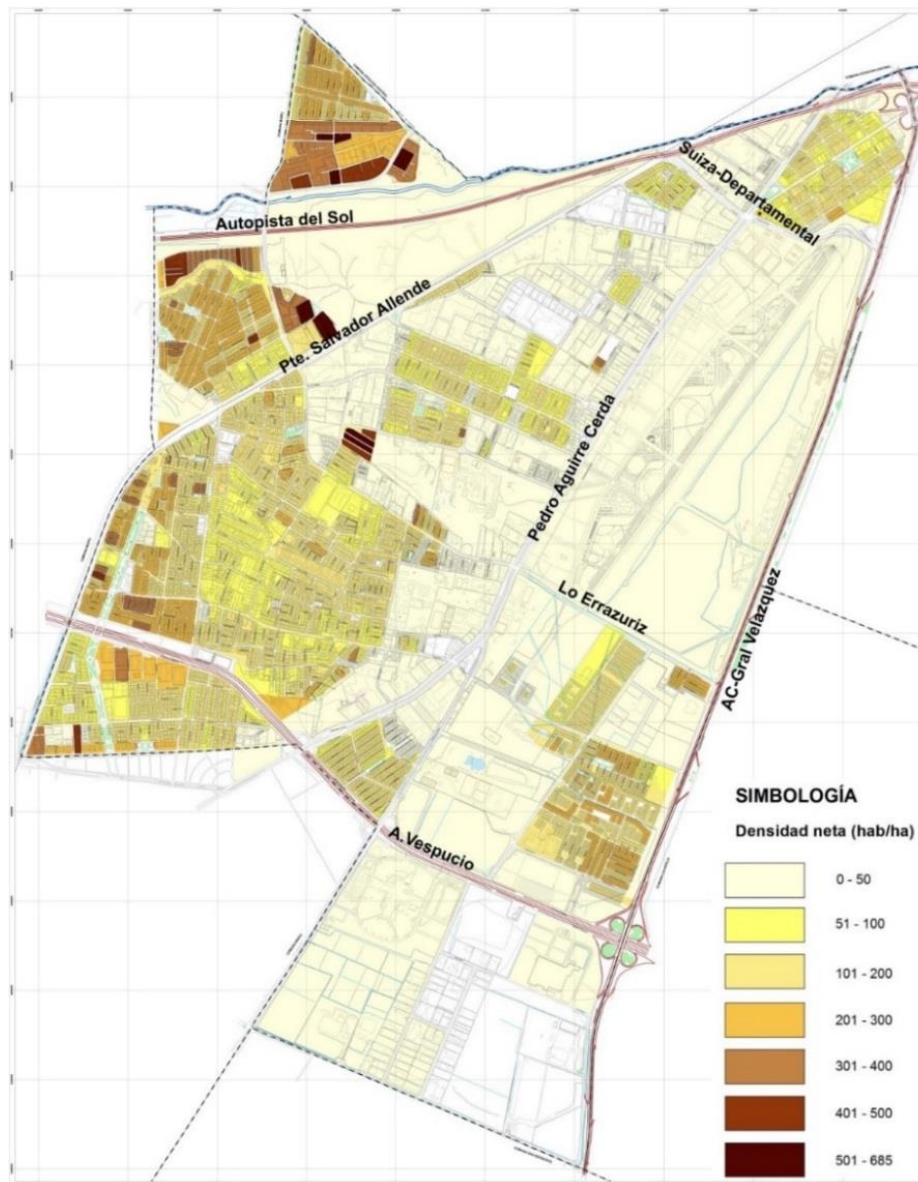 Suiza-Departamental
Autopista del Sol
Pte. Salvador Allende
Pedro Aguirre Cerda
Lo Errazuriz
AC-Gral Velazquez
A.Vespucio
SIMBOLOGÍA
Densidad neta (hab/ha)
0 - 50
51 - 100
101 - 200
201 - 300
301 - 400
401 - 500
501 - 685